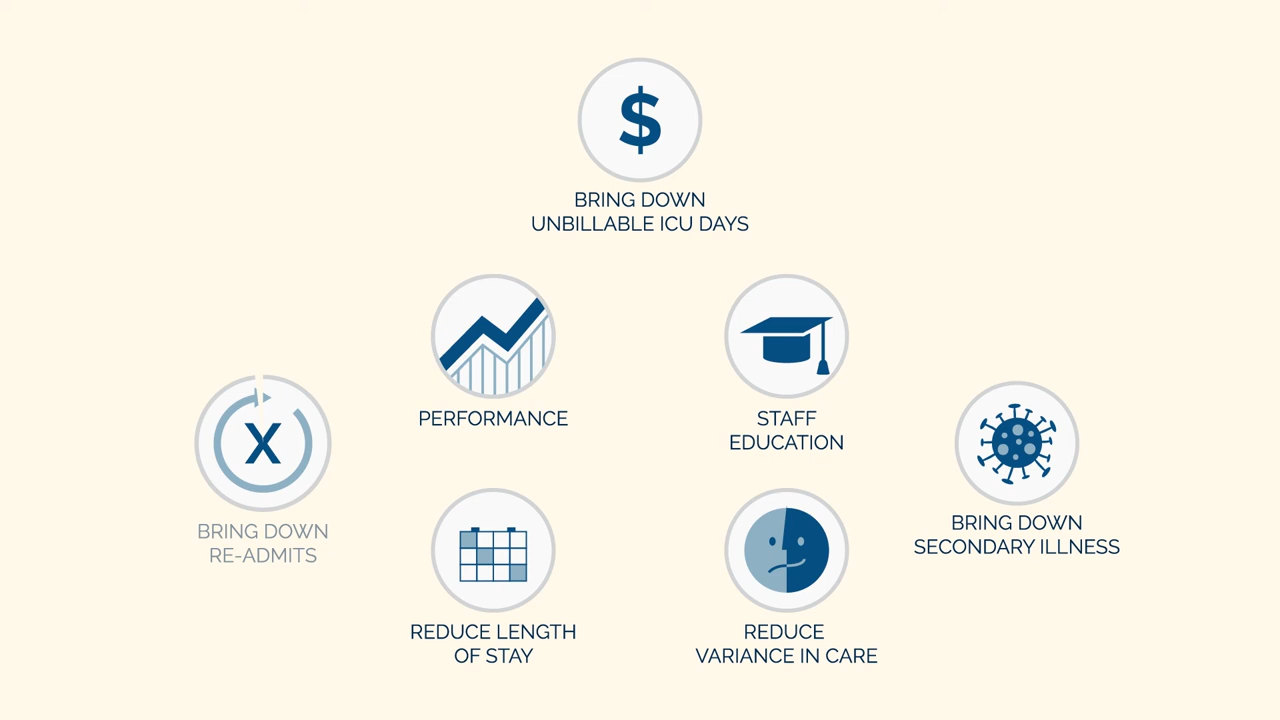 $
BRING DOWN
UNBILLABLE ICU DAYS
PERFORMANCE
STAFF
EDUCATION
X
BRING DOWN
RE-ADMITS
BRING DOWN
SECONDARY ILLNESS
REDUCE LENGTH
OF STAY
REDUCE
VARIANCE IN CARE